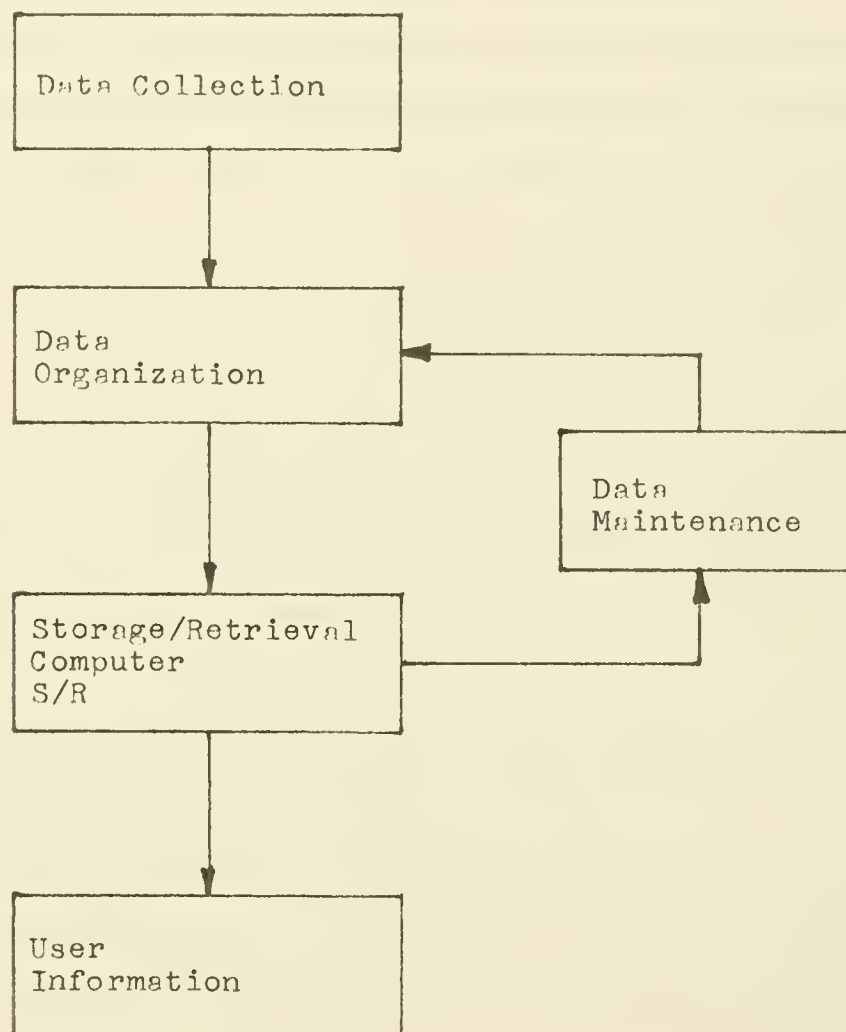 Data Collection
Data
Organization
Data
Maintenance
Storage/Retrieval
Computer
S/R
User
Information